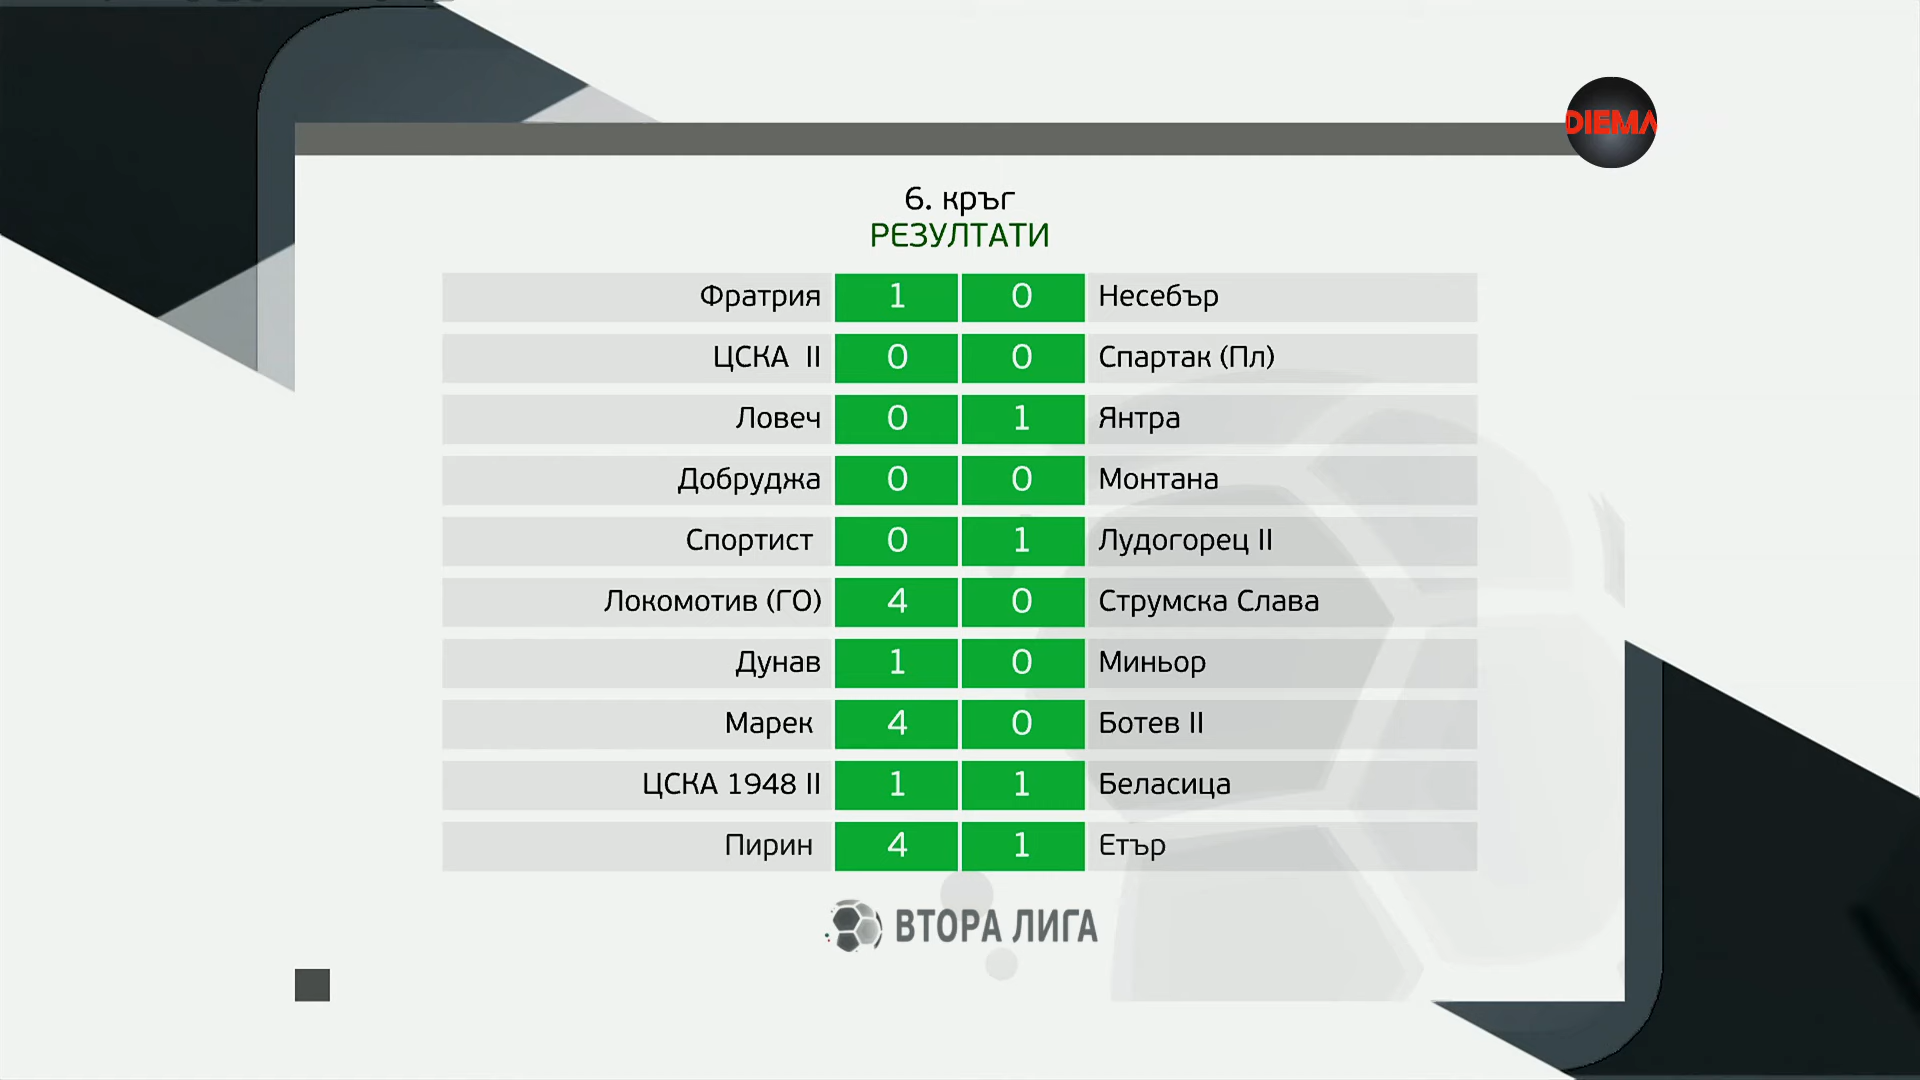 DIEMA
6. кръг
РЕЗУЛТАТИ
Фратрия 1 0 Несебър
ЦСКА II 0 0 Спартак (Пл)
Ловеч 0 1 Янтра
Добруджа 0 0 Монтана
Спортист 0 1 Лудогорец II
Локомотив (ГО) 4 0 Струмска Слава
Дунав 1 0 Миньор
Марек 4 0 Ботев II
ЦСКА 1948 II 1 1 Беласица
Пирин 4 1 Етър
ВТОРА ЛИГА